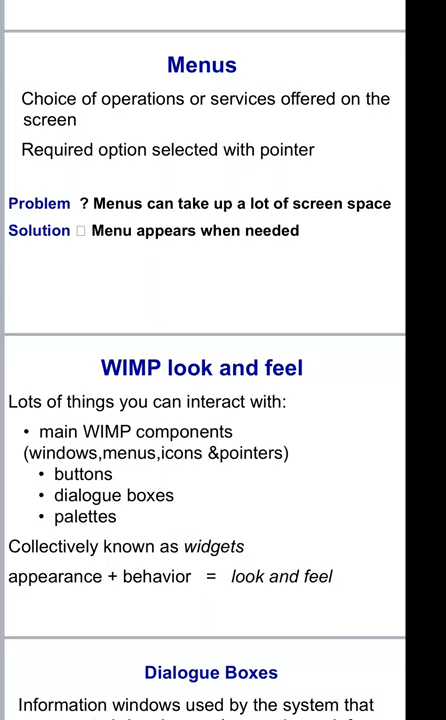 Menus
Choice of operations or services offered on the
screen
Required option selected with pointer
Problem ? Menus can take up a lot of screen space
Solution Menu appears when needed
WIMP look and feel
Lots of things you can interact with:
• main WIMP components
(windows,menus,icons &pointers)
• buttons
• dialogue boxes
• palettes
Collectively known as widgets
appearance + behavior = look and feel
Dialogue Boxes
Information windows used by the system that